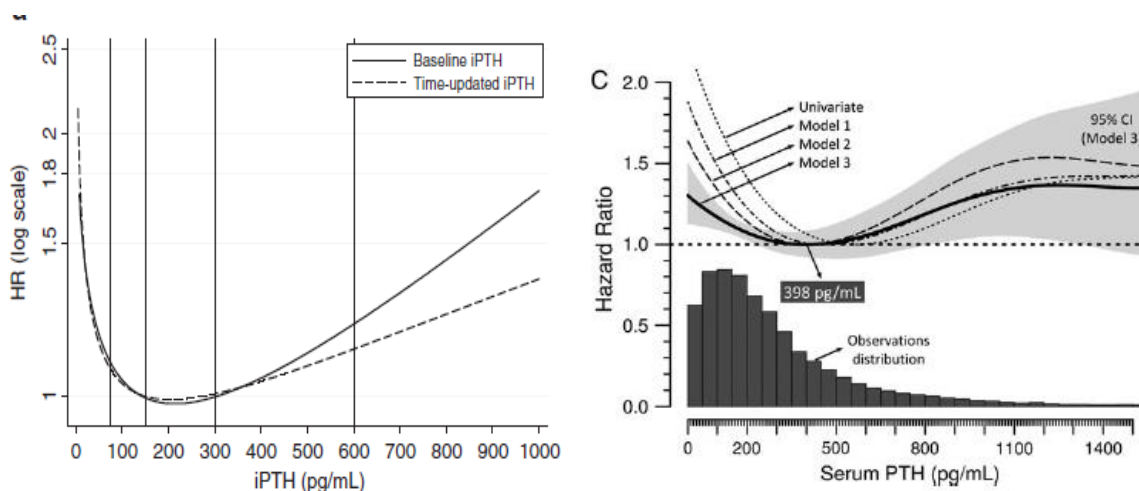 2.5
2
1.8
1.5
1
HR (log scale)
Baseline iPTH
Time-updated iPTH
0 100 200 300 400 500 600 700 800 900 1000
iPTH (pg/mL)
C
2.0
1.5
1.0
0.5
0.0
Hazard Ratio
Univariate
Model 1
Model 2
Model 3
95% CI
(Model 3
398 pg/mL
Observations
distribution
0 200 500 800 1100 1400
Serum PTH (pg/mL)